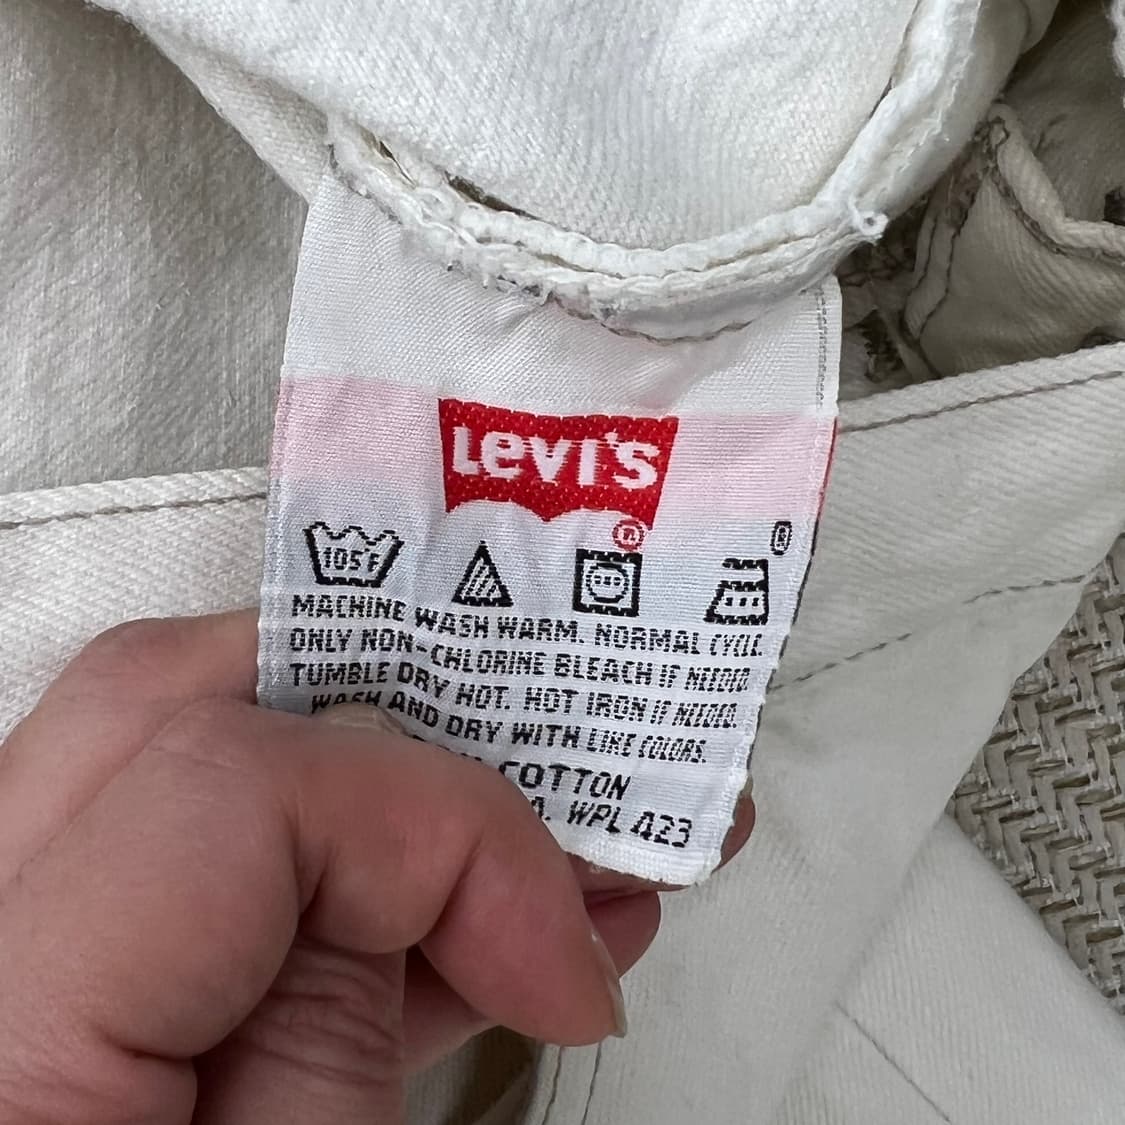 LEVI'S
®
105°F
MACHINE WASH WARM. NORMAL CYCLE.
ONLY NON-CHLORINE BLEACH IF NEEDED.
TUMBLE DRY HOT. HOT IRON IF NEEDED.
WASH AND DRY WITH LIKE COLORS.
COTTON
A. WPL 423